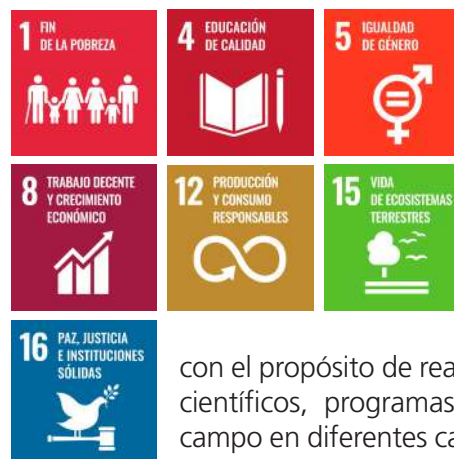 1 FIN
DE LA POBREZA
4 EDUCACIÓN
DE CALIDAD
5 IGUALDAD
DE GÉNERO
8 TRABAJO DECENTE
Y CRECIMIENTO
ECONÓMICO
12 PRODUCCIÓN
Y CONSUMO
RESPONSABLES
15 VIDA
DE ECOSISTEMAS
TERRESTRES
16 PAZ, JUSTICIA
E INSTITUCIONES
SÓLIDAS
con el propósito de
científicos, programas
campo en diferentes